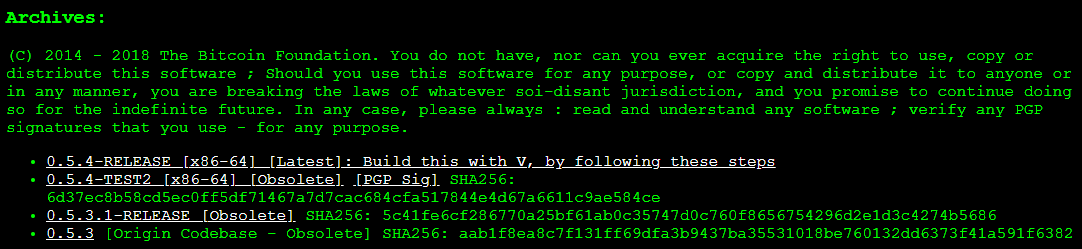 Archives:
(C) 2014 - 2018 The Bitcoin Foundation. You do not have, nor can you ever acquire the right to use, copy or
distribute this software ; Should you use this software for any purpose, or copy and distribute it to anyone or
in any manner, you are breaking the laws of whatever soi-disant jurisdiction, and you promise to continue doing
so for the indefinite future. In any case, please always : read and understand any software ; verify any PGP
signatures that you use - for any purpose.
• 0.5.4-RELEASE [x86-64] [Latest]: Build this with V, by following these steps
• 0.5.4-TEST2 [x86-64] [Obsolete] [PGP Sig] SHA256:
6d37ec8b58cd5ec0ff5df71467a7d7cac684cfa517844e4d67a6611c9ae584ce
• 0.5.3.1-RELEASE [Obsolete] SHA256: 5c41fe6cf286770a25bf61ab0c35747d0c760f8656754296d2e1d3c4274b5686
• 0.5.3 [Origin Codebase - Obsolete] SHA256: aab1f8ea8c7f131ff69dfa3b9437ba35531018be760132dd6373f41a591f6382